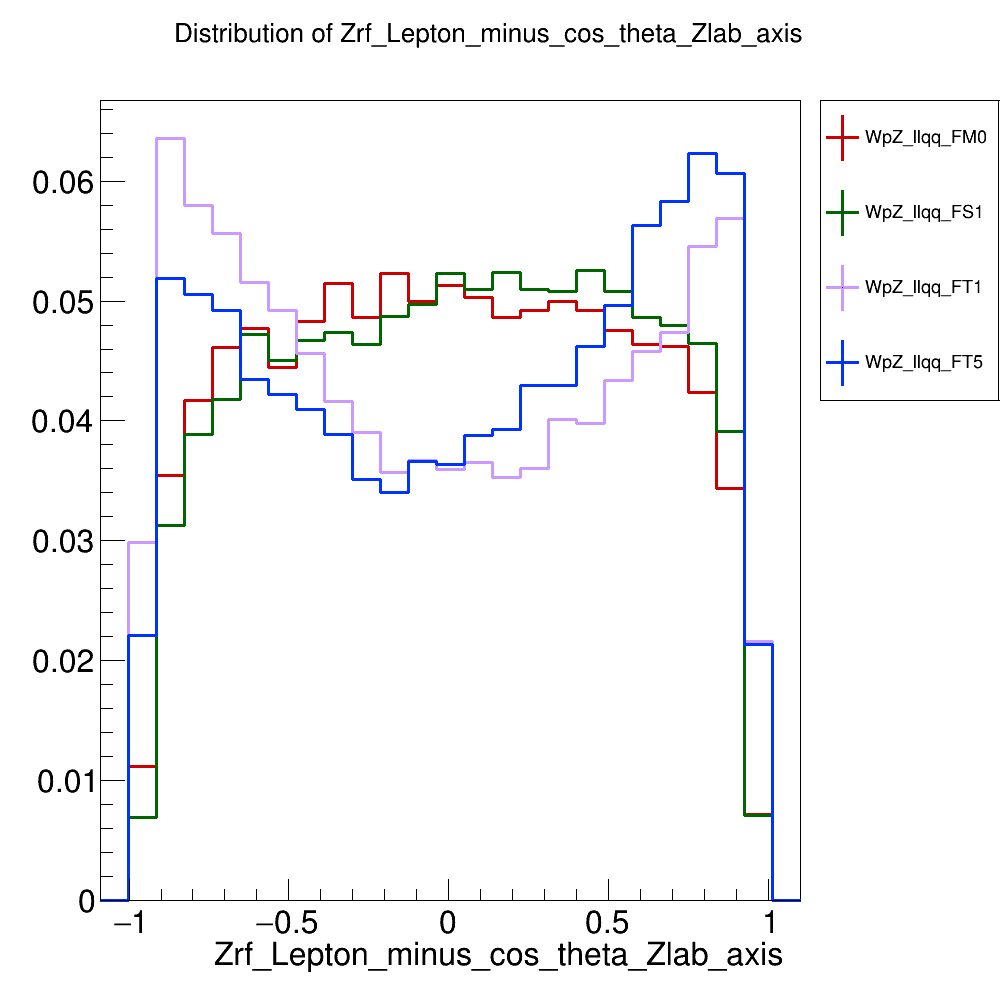 Distribution of Zrf_Lepton_minus_cos_theta_Zlab_axis
WpZ_llqq_FM0
WpZ_llqq_FS1
WpZ_llqq_FT1
WpZ_llqq_FT5
0.06
0.05
0.04
0.03
0.02
0.01
0
−1 −0.5 0 0.5 1
Zrf_Lepton_minus_cos_theta_Zlab_axis